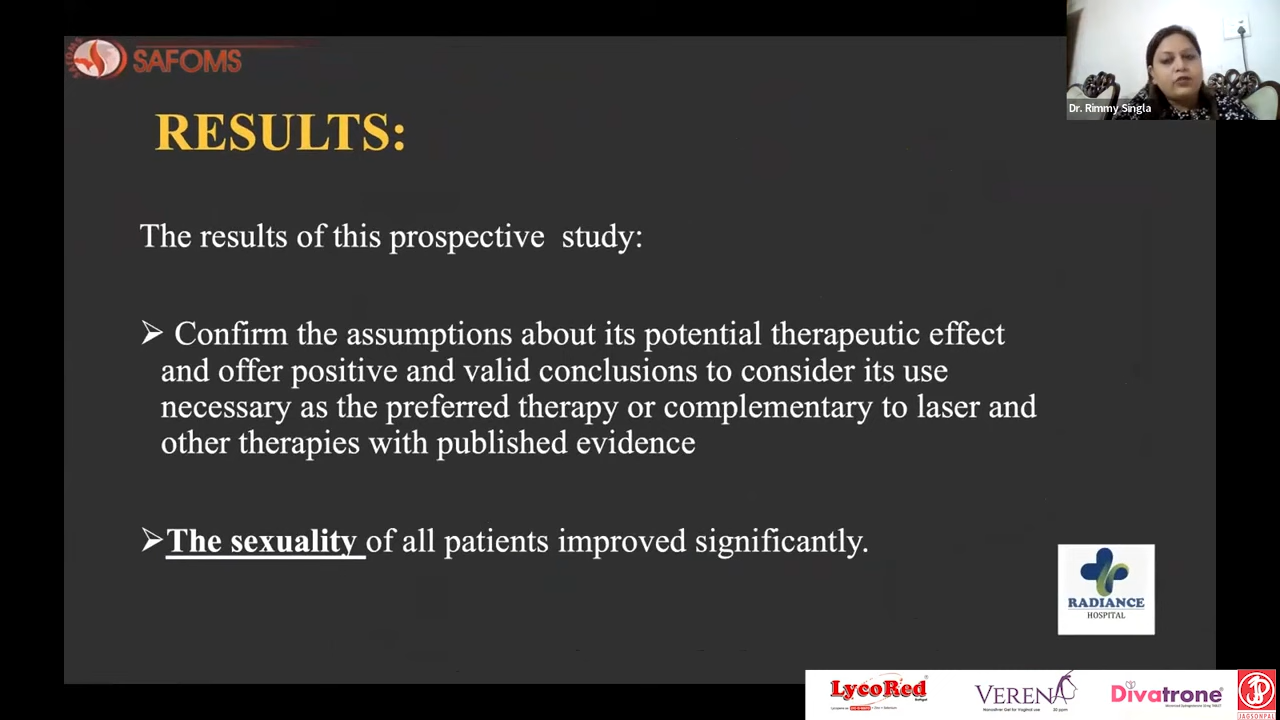 SAFOMS
Dr. Rimmy Singla
RESULTS:
The results of this prospective study:
➢ Confirm the assumptions about its potential therapeutic effect
and offer positive and valid conclusions to consider its use
necessary as the preferred therapy or complementary to laser and
other therapies with published evidence
➢The sexuality of all patients improved significantly.
RADIANCE
HOSPITAL
LycoRed
VERENA
Divatrone
JAGSONPAL